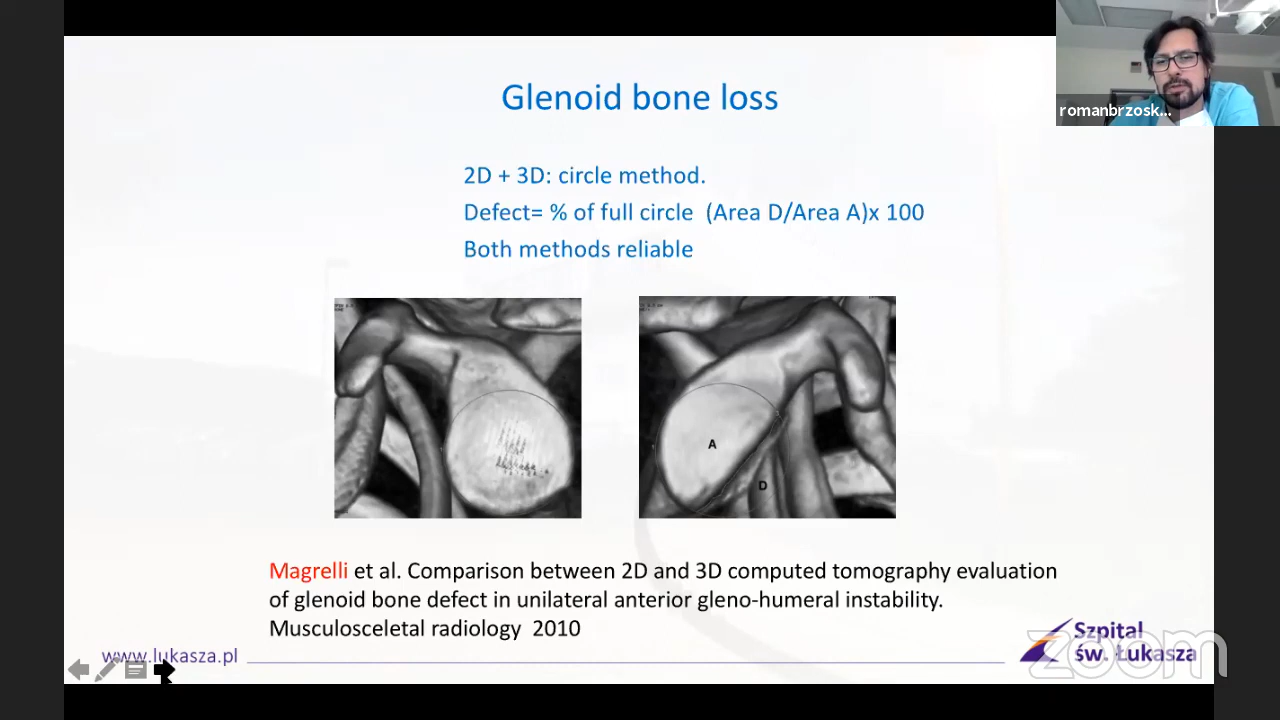 romanbrzosk...
Glenoid bone loss
2D + 3D: circle method.
Defect= % of full circle (Area D/Area A)x 100
Both methods reliable
A
D
Magrelli et al. Comparison between 2D and 3D computed tomography evaluation
of glenoid bone defect in unilateral anterior gleno-humeral instability.
Musculosceletal radiology 2010
www.lukasza.pl
Szpital
św. Łukasza
zoom